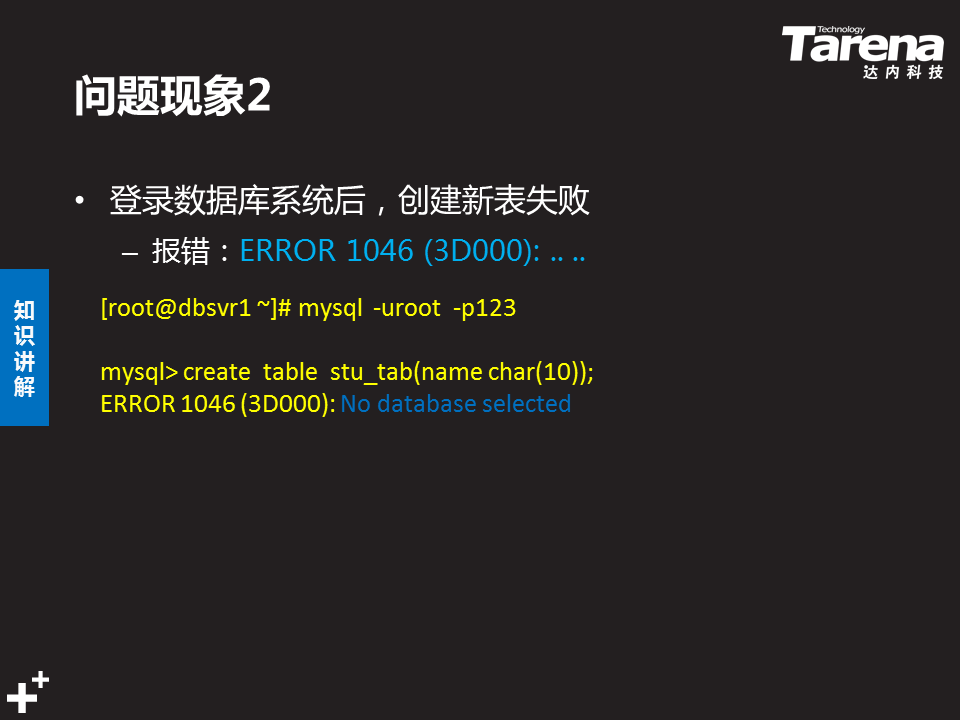 Technology
Tarena
达内科技
问题现象2
• 登录数据库系统后，创建新表失败
– 报错：ERROR 1046 (3D000): .. ..
知识讲解
[root@dbsvr1 ~]# mysql  -uroot  -p123
mysql> create  table  stu_tab(name char(10));
ERROR 1046 (3D000): No database selected